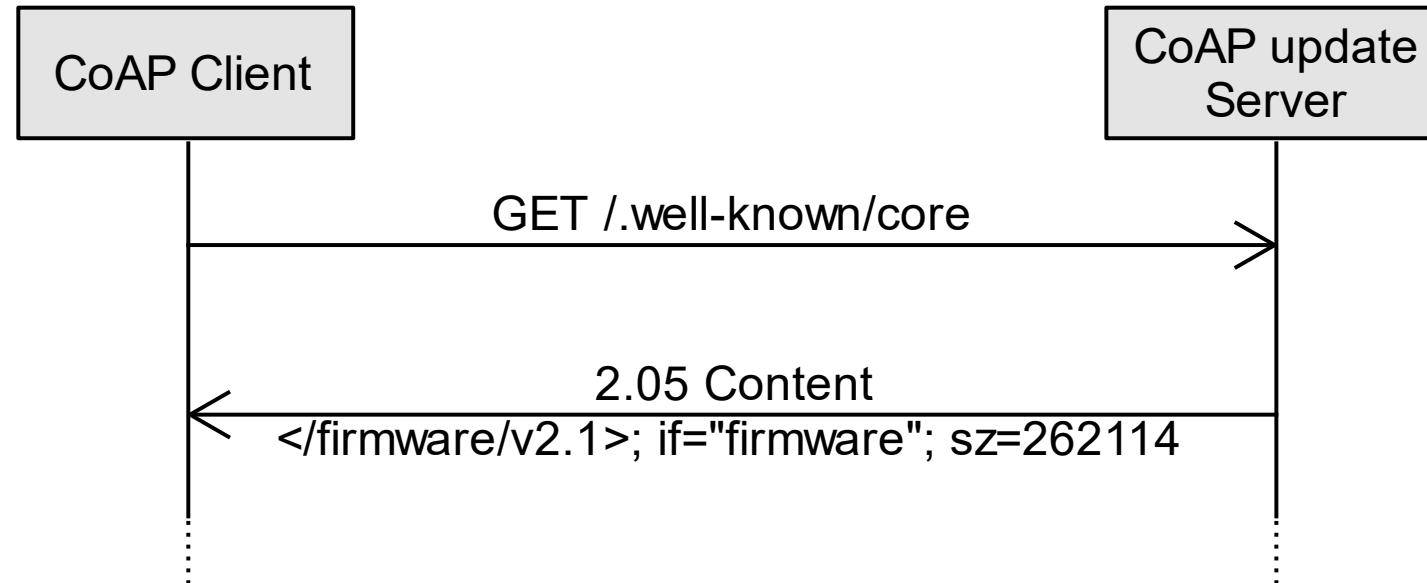 CoAP Client
CoAP update
Server
GET /.well-known/core
2.05 Content
</firmware/v2.1>; if="firmware"; sz=262114